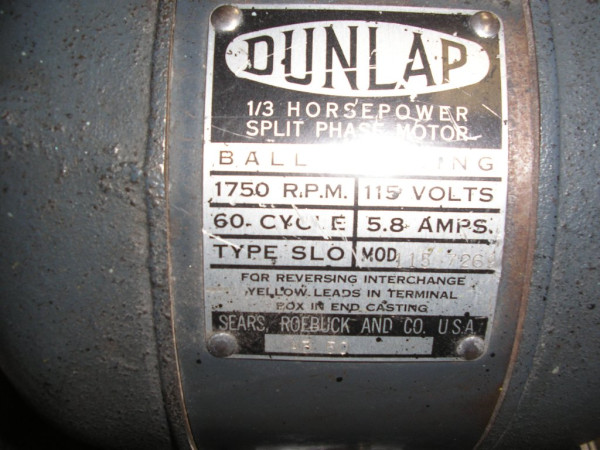 DUNLAP
1/3 HORSEPOWER
SPLIT PHASE MOTOR
BALL
1750 R.P.M. 115 VOLTS
60-CYCLE 5.8 AMPS.
TYPE SLO MOD
FOR REVERSING INTERCHANGE
YELLOW LEADS IN TERMINAL
BOX IN END CASTING
SEARS, ROEBUCK AND CO. U.S.A.